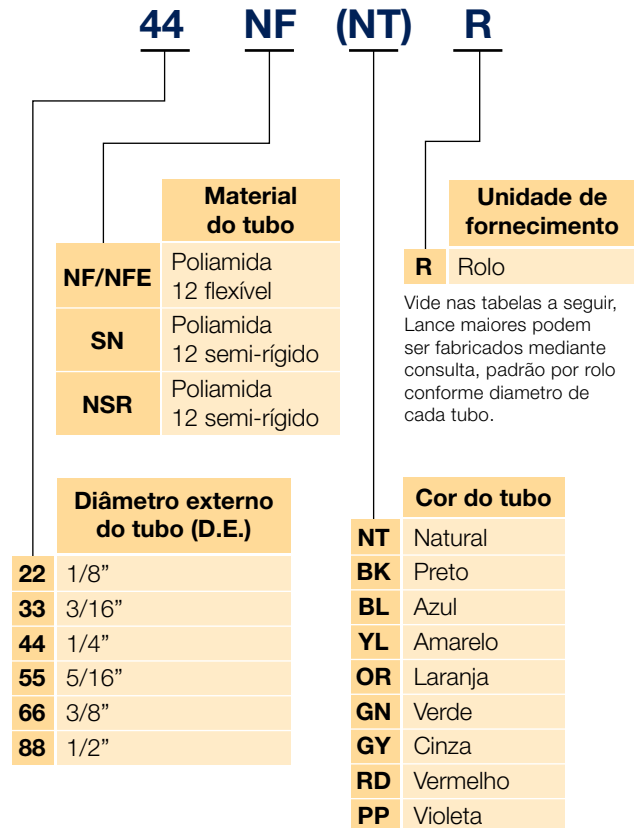 44 NF (NT) R
Material
do tubo
NF/NFE Poliamida
12 flexível
SN Poliamida
12 semi-rígido
NSR Poliamida
12 semi-rígido
Unidade de
fornecimento
R Rolo
Vide nas tabelas a seguir,
Lance maiores podem
ser fabricados mediante
consulta, padrão por rolo
conforme diametro de
cada tubo.
Diâmetro externo
do tubo (D.E.)
22 1/8”
33 3/16”
44 1/4”
55 5/16”
66 3/8”
88 1/2”
Cor do tubo
NT Natural
BK Preto
BL Azul
YL Amarelo
OR Laranja
GN Verde
GY Cinza
RD Vermelho
PP Violeta